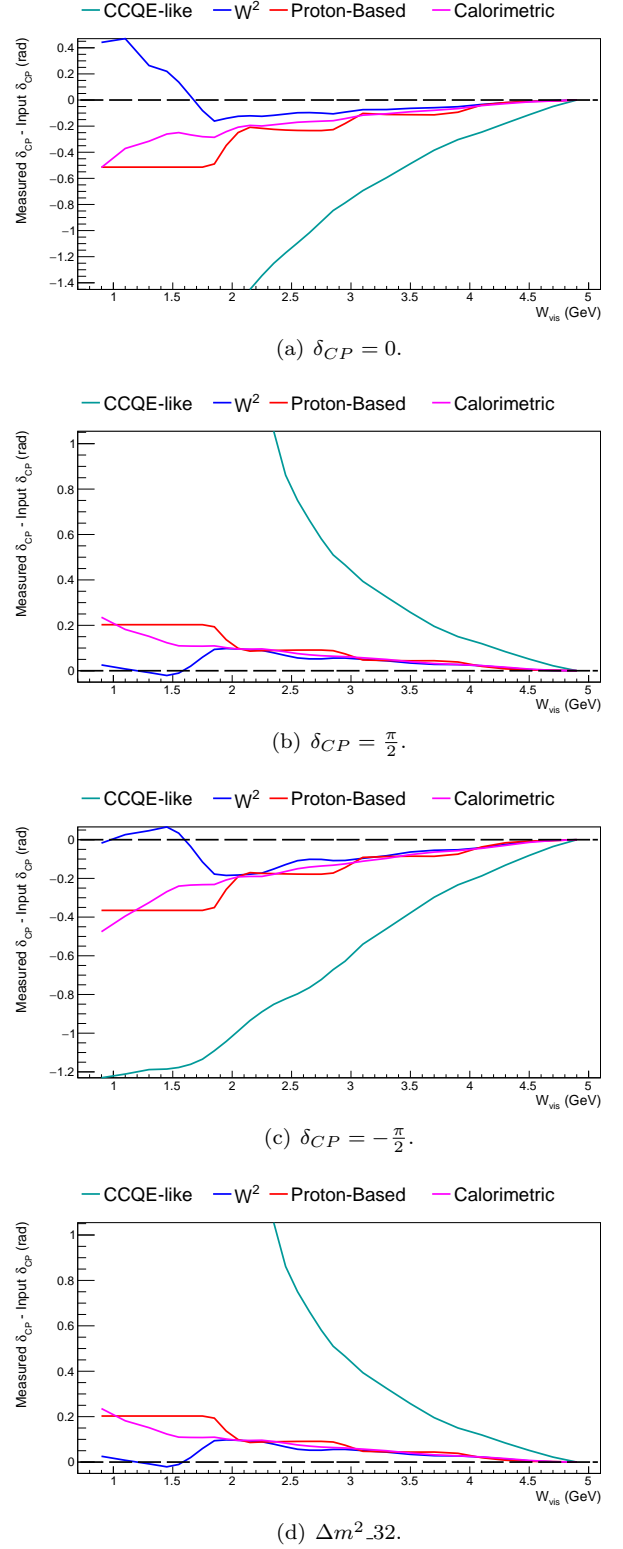 CCQE-like W² Proton-Based Calorimetric
Measured δCP - Input δCP (rad)
0.4
0.2
0
−0.2
−0.4
−0.6
−0.8
−1
−1.2
−1.4
1 1.5 2 2.5 3 3.5 4 4.5 5
Wvis (GeV)
(a) δCP = 0.
CCQE-like W² Proton-Based Calorimetric
Measured δCP - Input δCP (rad)
1
0.8
0.6
0.4
0.2
0
1 1.5 2 2.5 3 3.5 4 4.5 5
Wvis (GeV)
(b) δCP = π/2.
CCQE-like W² Proton-Based Calorimetric
Measured δCP - Input δCP (rad)
0
−0.2
−0.4
−0.6
−0.8
−1
−1.2
1 1.5 2 2.5 3 3.5 4 4.5 5
Wvis (GeV)
(c) δCP = −π/2.
CCQE-like W² Proton-Based Calorimetric
Measured δCP - Input δCP (rad)
1
0.8
0.6
0.4
0.2
0
1 1.5 2 2.5 3 3.5 4 4.5 5
Wvis (GeV)
(d) Δm²_32.